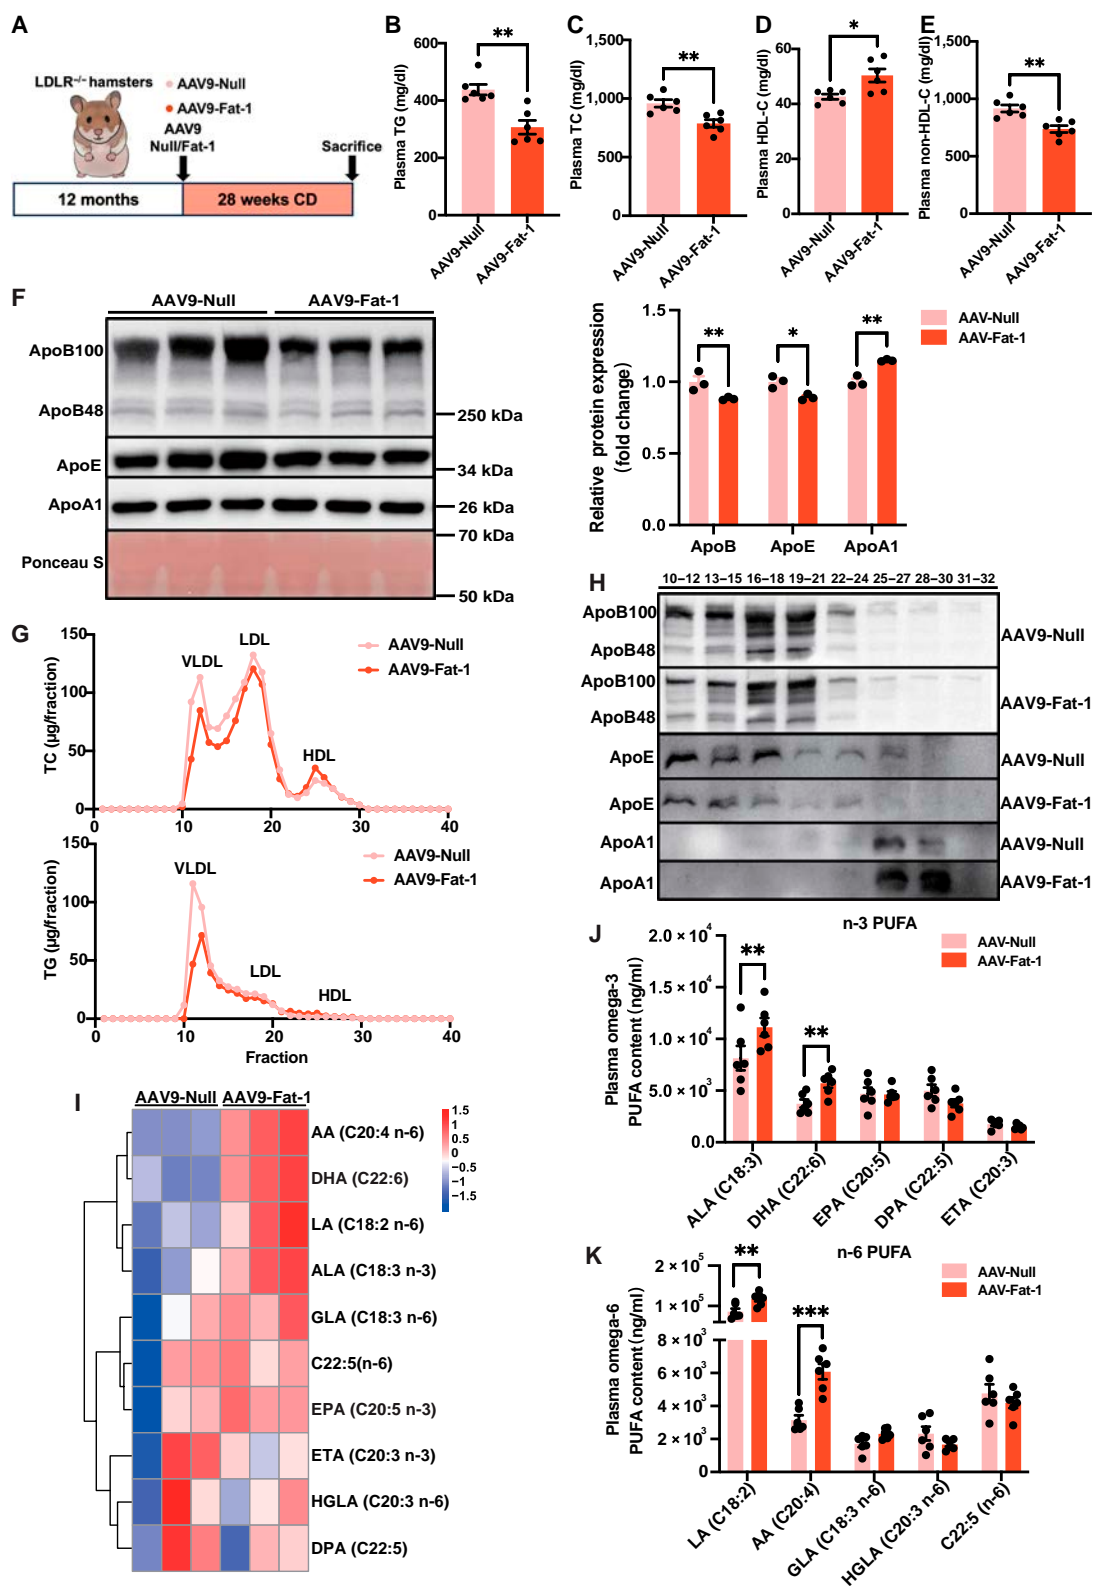 A
LDLR−/− hamsters
AAV9-Null
AAV9-Fat-1
AAV9
Null/Fat-1
Sacrifice
12 months
28 weeks CD
B
Plasma TG (mg/dl)
600
400
200
0
**
AAV9-Null
AAV9-Fat-1
C
Plasma TC (mg/dl)
1,500
1,000
500
0
**
AAV9-Null
AAV9-Fat-1
D
Plasma HDL-C (mg/dl)
60
40
20
0
*
AAV9-Null
AAV9-Fat-1
E
Plasma non-HDL-C (mg/dl)
1,500
1,000
500
0
**
AAV9-Null
AAV9-Fat-1
F
AAV9-Null
AAV9-Fat-1
ApoB100
ApoB48
250 kDa
ApoE
34 kDa
ApoA1
26 kDa
70 kDa
Ponceau S
50 kDa
Relative protein expression
(fold change)
1.5
1.0
0.5
0.0
**
*
**
ApoB
ApoE
ApoA1
AAV-Null
AAV-Fat-1
G
TC (μg/fraction)
150
100
50
0
VLDL
LDL
HDL
AAV9-Null
AAV9-Fat-1
0
10
20
30
40
TG (μg/fraction)
150
100
50
0
VLDL
LDL
HDL
AAV9-Null
AAV9-Fat-1
0
10
20
30
40
Fraction
H
10–12 13–15 16–18 19–21 22–24 25–27 28–30 31–32
ApoB100
ApoB48
AAV9-Null
ApoB100
ApoB48
AAV9-Fat-1
ApoE
AAV9-Null
ApoE
AAV9-Fat-1
ApoA1
AAV9-Null
ApoA1
AAV9-Fat-1
I
AAV9-Null
AAV9-Fat-1
AA (C20:4 n-6)
DHA (C22:6)
LA (C18:2 n-6)
ALA (C18:3 n-3)
GLA (C18:3 n-6)
C22:5(n-6)
EPA (C20:5 n-3)
ETA (C20:3 n-3)
HGLA (C20:3 n-6)
DPA (C22:5)
1.5
1
0.5
0
−0.5
−1
−1.5
J
n-3 PUFA
Plasma omega-3
PUFA content(ng/ml)
2.0 × 10⁴
1.5 × 10⁴
1.0 × 10⁴
5.0 × 10³
0.0
**
**
AAV-Null
AAV-Fat-1
ALA (C18:3)
DHA (C22:6)
EPA (C20:5)
DPA (C22:5)
ETA (C20:3)
K
n-6 PUFA
Plasma omega-6
PUFA content(ng/ml)
2 × 10⁵
1 × 10⁵
8 × 10³
6 × 10³
4 × 10³
2 × 10³
0
**
***
AAV-Null
AAV-Fat-1
LA (C18:2)
AA (C20:4)
GLA (C18:3 n-6)
HGLA (C20:3 n-6)
C22:5 (n-6)